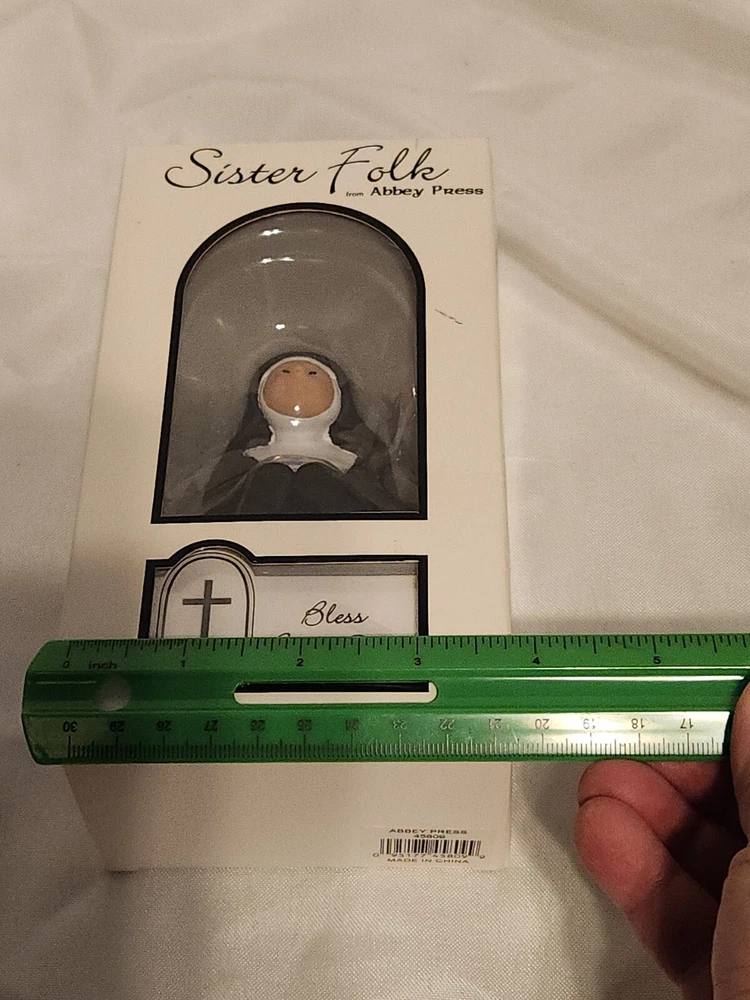 Sister Folk
from Abbey Press
Bless
0 inch 1 2 3 4 5
30 29 28 27 26 25 24 23 22 21 20 19 18 17
ABBEY PRESS
45809
MADE IN CHINA